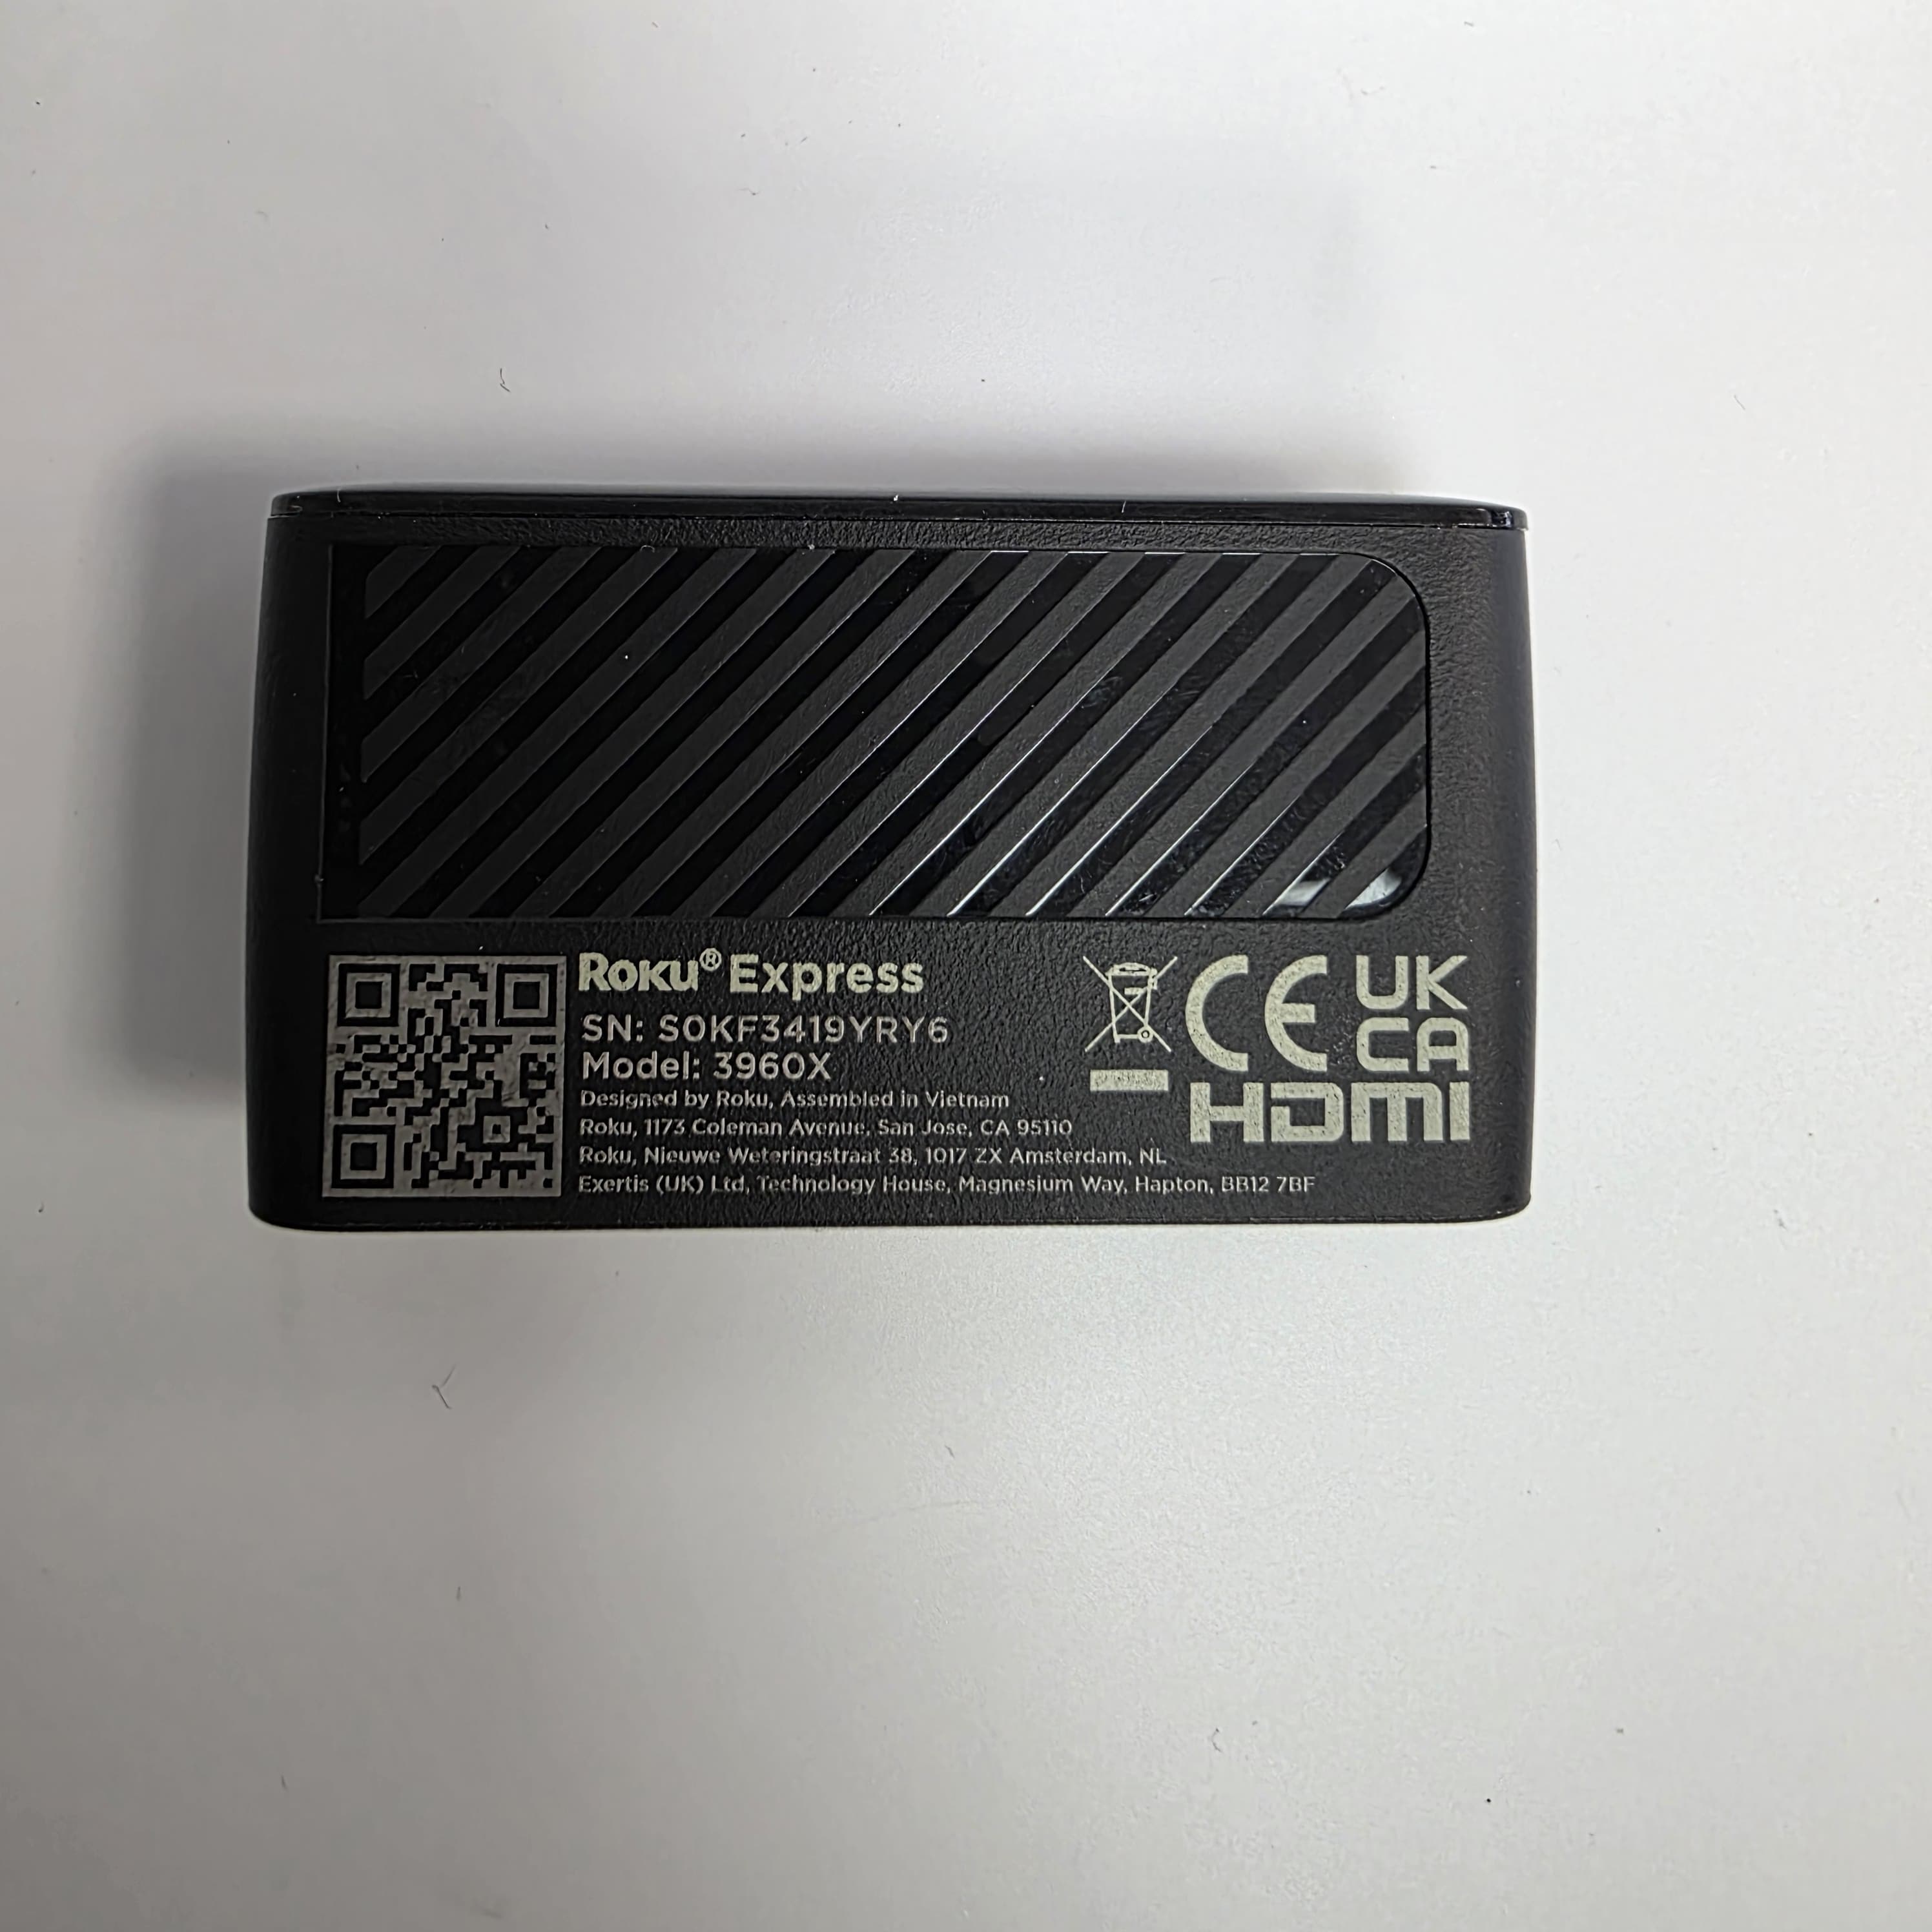 Roku® Express
SN: S0KF3419YRY6
Model: 3960X
Designed by Roku, Assembled in Vietnam
Roku, 1173 Coleman Avenue, San Jose, CA 95110
Roku, Nieuwe Weteringstraat 38, 1017 ZX Amsterdam, NL
Exertis (UK) Ltd, Technology House, Magnesium Way, Hapton, BB12 7BF
CE
UK
CA
HDMI